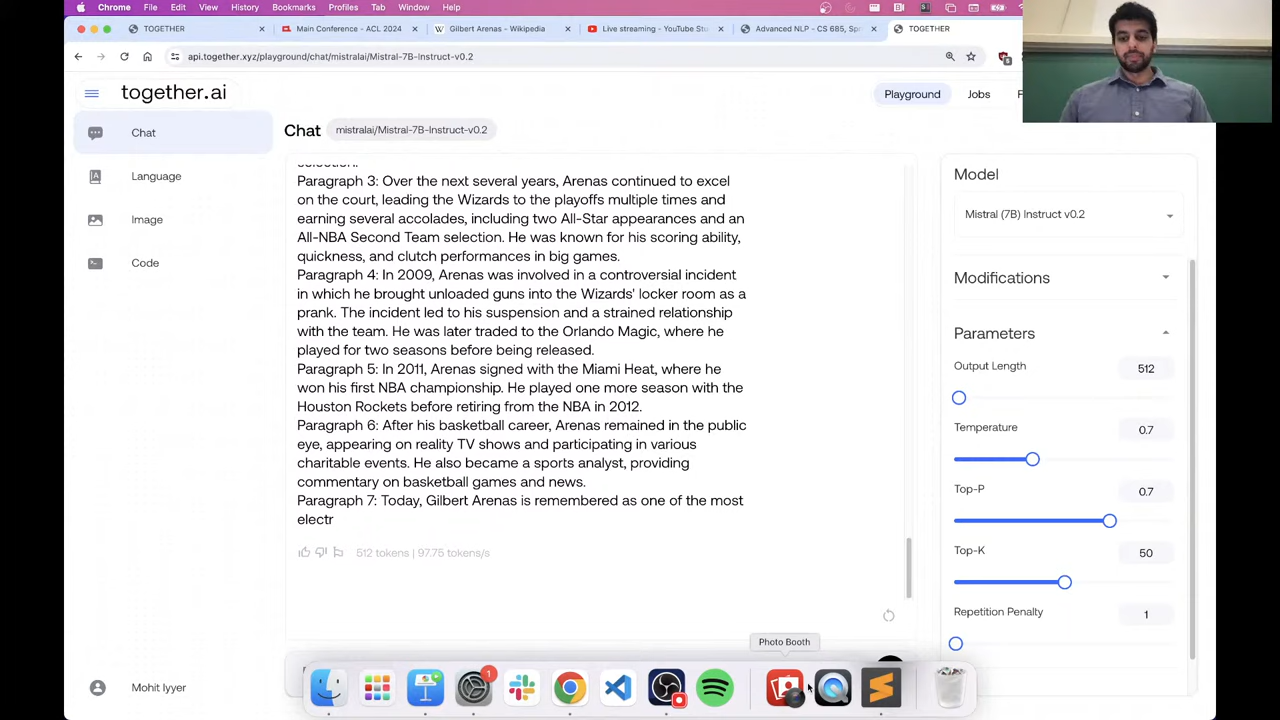 Chrome File Edit View History Bookmarks Profiles Tab Window Help
TOGETHER
Main Conference - ACL 2024
Gilbert Arenas - Wikipedia
Live streaming - YouTube Stu
Advanced NLP - CS 685, Spr
TOGETHER
api.together.xyz/playground/chat/mistralai/Mistral-7B-Instruct-v0.2
together.ai
Playground
Jobs
Chat
Language
Image
Code
Mohit Iyyer
Chat mistralai/Mistral-7B-Instruct-v0.2
selection.
Paragraph 3: Over the next several years, Arenas continued to excel
on the court, leading the Wizards to the playoffs multiple times and
earning several accolades, including two All-Star appearances and an
All-NBA Second Team selection. He was known for his scoring ability,
quickness, and clutch performances in big games.
Paragraph 4: In 2009, Arenas was involved in a controversial incident
in which he brought unloaded guns into the Wizards' locker room as a
prank. The incident led to his suspension and a strained relationship
with the team. He was later traded to the Orlando Magic, where he
played for two seasons before being released.
Paragraph 5: In 2011, Arenas signed with the Miami Heat, where he
won his first NBA championship. He played one more season with the
Houston Rockets before retiring from the NBA in 2012.
Paragraph 6: After his basketball career, Arenas remained in the public
eye, appearing on reality TV shows and participating in various
charitable events. He also became a sports analyst, providing
commentary on basketball games and news.
Paragraph 7: Today, Gilbert Arenas is remembered as one of the most
electr
512 tokens | 97.75 tokens/s
Model
Mistral (7B) Instruct v0.2
Modifications
Parameters
Output Length
512
Temperature
0.7
Top-P
0.7
Top-K
50
Repetition Penalty
1
Photo Booth
1